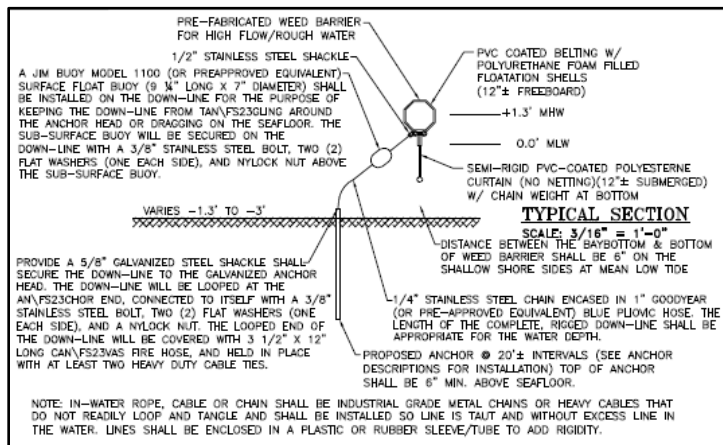 PRE-FABRICATED WEED BARRIER
FOR HIGH FLOW/ROUGH WATER
1/2" STAINLESS STEEL SHACKLE
A JIM BUOY MODEL 1100 (OR PREAPPROVED EQUIVALENT)
SURFACE FLOAT BUOY (9 ¼" LONG X 7" DIAMETER) SHALL
BE INSTALLED ON THE DOWN-LINE FOR THE PURPOSE OF
KEEPING THE DOWN-LINE FROM TAN\FS23GLING AROUND
THE ANCHOR HEAD OR DRAGGING ON THE SEAFLOOR. THE
SUB-SURFACE BUOY WILL BE SECURED ON THE
DOWN-LINE WITH A 3/8" STAINLESS STEEL BOLT, TWO (2)
FLAT WASHERS (ONE EACH SIDE), AND NYLOCK NUT ABOVE
THE SUB-SURFACE BUOY.
PVC COATED BELTING W/
POLYURETHANE FOAM FILLED
FLOATATION SHELLS
(12"± FREEBOARD)
+1.3' MHW
0.0' MLW
SEMI-RIGID PVC-COATED POLYESTERNE
CURTAIN (NO NETTING)(12"± SUBMERGED)
W/ CHAIN WEIGHT AT BOTTOM
VARIES -1.3' TO -3'
TYPICAL SECTION
SCALE: 3/16" = 1'-0"
DISTANCE BETWEEN THE BAYBOTTOM & BOTTOM
OF WEED BARRIER SHALL BE 6" ON THE
SHALLOW SHORE SIDES AT MEAN LOW TIDE
PROVIDE A 5/8" GALVANIZED STEEL SHACKLE SHALL
SECURE THE DOWN-LINE TO THE GALVANIZED ANCHOR
HEAD. THE DOWN-LINE WILL BE LOOPED AT THE
AN\FS23CHOR END, CONNECTED TO ITSELF WITH A 3/8"
STAINLESS STEEL BOLT, TWO (2) FLAT WASHERS (ONE
EACH SIDE), AND A NYLOCK NUT. THE LOOPED END OF
THE DOWN-LINE WILL BE COVERED WITH 3 1/2" X 12"
LONG CAN\FS23VAS FIRE HOSE, AND HELD IN PLACE
WITH AT LEAST TWO HEAVY DUTY CABLE TIES.
1/4" STAINLESS STEEL CHAIN ENCASED IN 1" GOODYEAR
(OR PRE-APPROVED EQUIVALENT) BLUE PLIOVIC HOSE. THE
LENGTH OF THE COMPLETE, RIGGED DOWN-LINE SHALL BE
APPROPRIATE FOR THE WATER DEPTH.
PROPOSED ANCHOR @ 20'± INTERVALS (SEE ANCHOR
DESCRIPTIONS FOR INSTALLATION) TOP OF ANCHOR
SHALL BE 6" MIN. ABOVE SEAFLOOR.
NOTE: IN-WATER ROPE, CABLE OR CHAIN SHALL BE INDUSTRIAL GRADE METAL CHAINS OR HEAVY CABLES THAT
DO NOT READILY LOOP AND TANGLE AND SHALL BE INSTALLED SO LINE IS TAUT AND WITHOUT EXCESS LINE IN
THE WATER. LINES SHALL BE ENCLOSED IN A PLASTIC OR RUBBER SLEEVE/TUBE TO ADD RIGIDITY.